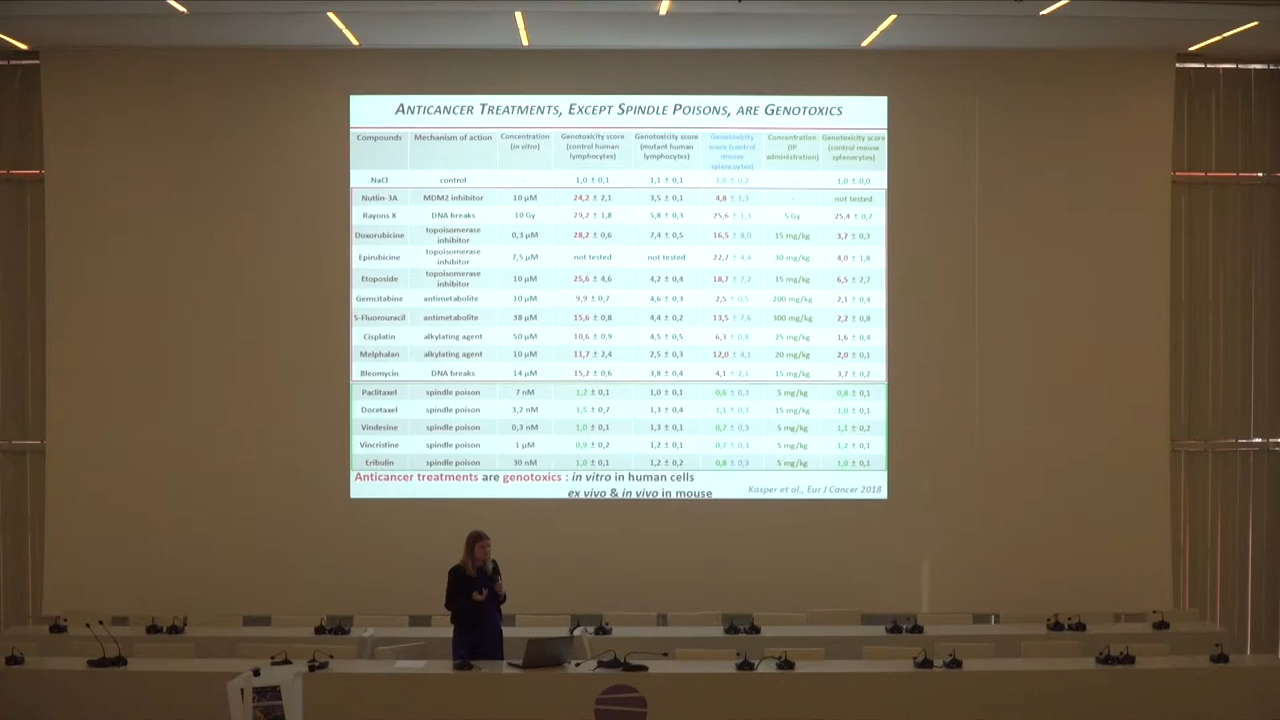 ANTICANCER TREATMENTS, EXCEPT SPINDLE POISONS, ARE GENOTOXICS
Compounds Mechanism of action Concentration (in vitro) Genotoxicity score (control human lymphocytes) Genotoxicity score (mutant human lymphocytes) Genotoxicity score (control mouse splenocytes) Concentration (IP administration) Genotoxicity score (control mouse splenocytes)
NaCl control - 1,0 ± 0,1 1,1 ± 0,1 1,0 ± 0,2 - 1,0 ± 0,0
Nutlin-3A MDM2 inhibitor 10 µM 24,2 ± 2,1 3,5 ± 0,1 4,8 ± 1,3 - not tested
Rayons X DNA breaks 10 Gy 29,2 ± 1,8 5,8 ± 0,3 25,6 ± 1,3 5 Gy 25,4 ± 0,7
Doxorubicine topoisomerase inhibitor 0,3 µM 28,2 ± 0,6 7,4 ± 0,5 16,5 ± 8,0 15 mg/kg 3,7 ± 0,3
Epirubicine topoisomerase inhibitor 7,5 µM not tested not tested 22,7 ± 4,4 30 mg/kg 4,0 ± 1,8
Etoposide topoisomerase inhibitor 10 µM 25,6 ± 4,6 4,2 ± 0,4 18,7 ± 7,2 15 mg/kg 6,5 ± 2,7
Gemcitabine antimetabolite 10 µM 9,9 ± 0,7 4,6 ± 0,3 2,5 ± 0,5 200 mg/kg 2,1 ± 0,4
5-Fluorouracil antimetabolite 38 µM 15,6 ± 0,8 4,4 ± 0,2 13,5 ± 7,6 300 mg/kg 2,2 ± 0,8
Cisplatin alkylating agent 50 µM 10,6 ± 0,9 4,5 ± 0,5 6,3 ± 0,8 25 mg/kg 1,6 ± 0,4
Melphalan alkylating agent 10 µM 11,7 ± 2,4 2,5 ± 0,3 12,0 ± 4,1 20 mg/kg 2,0 ± 0,1
Bleomycin DNA breaks 14 µM 15,2 ± 0,6 3,8 ± 0,4 4,1 ± 2,1 15 mg/kg 3,7 ± 0,2
Paclitaxel spindle poison 7 nM 1,2 ± 0,1 1,0 ± 0,1 0,6 ± 0,3 5 mg/kg 0,8 ± 0,1
Docetaxel spindle poison 3,2 nM 1,5 ± 0,7 1,3 ± 0,4 1,1 ± 0,3 15 mg/kg 1,0 ± 0,1
Vindesine spindle poison 0,3 nM 1,0 ± 0,1 1,3 ± 0,1 0,7 ± 0,3 5 mg/kg 1,1 ± 0,2
Vincristine spindle poison 1 µM 0,9 ± 0,2 1,2 ± 0,1 0,7 ± 0,3 5 mg/kg 1,2 ± 0,1
Eribulin spindle poison 30 nM 1,0 ± 0,1 1,2 ± 0,2 0,8 ± 0,3 5 mg/kg 1,0 ± 0,1
Anticancer treatments are genotoxics : in vitro in human cells
ex vivo & in vivo in mouse
Kasper et al., Eur J Cancer 2018